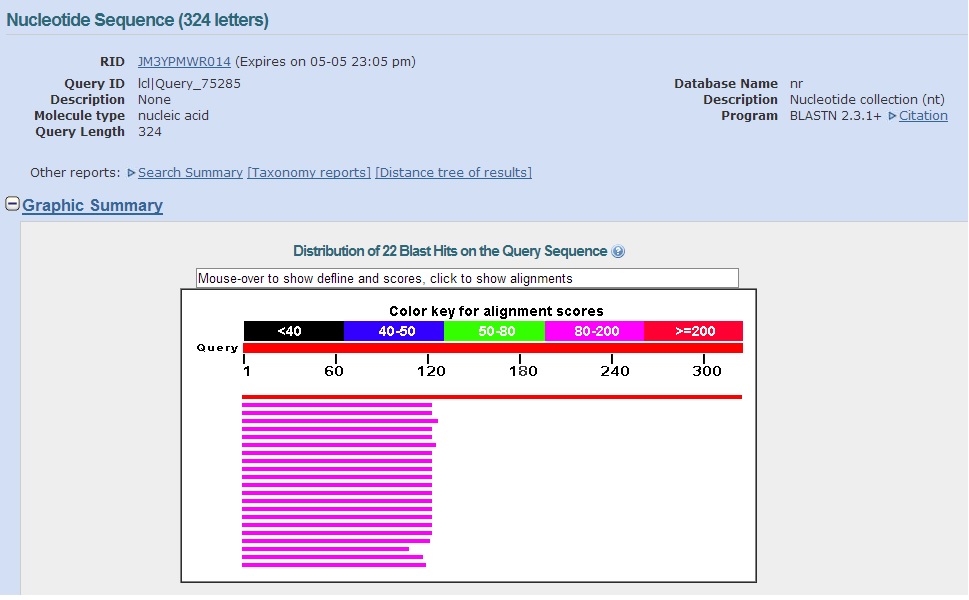 Nucleotide Sequence (324 letters)
RID JM3YPMWR014 (Expires on 05-05 23:05 pm)
Query ID lcl|Query_75285
Description None
Molecule type nucleic acid
Query Length 324
Database Name nr
Description Nucleotide collection (nt)
Program BLASTN 2.3.1+ Citation
Other reports: Search Summary [Taxonomy reports] [Distance tree of results]
Graphic Summary
Distribution of 22 Blast Hits on the Query Sequence ?
Mouse-over to show defline and scores, click to show alignments
Color key for alignment scores
<40 40-50 50-80 80-200 >=200
Query
1 60 120 180 240 300